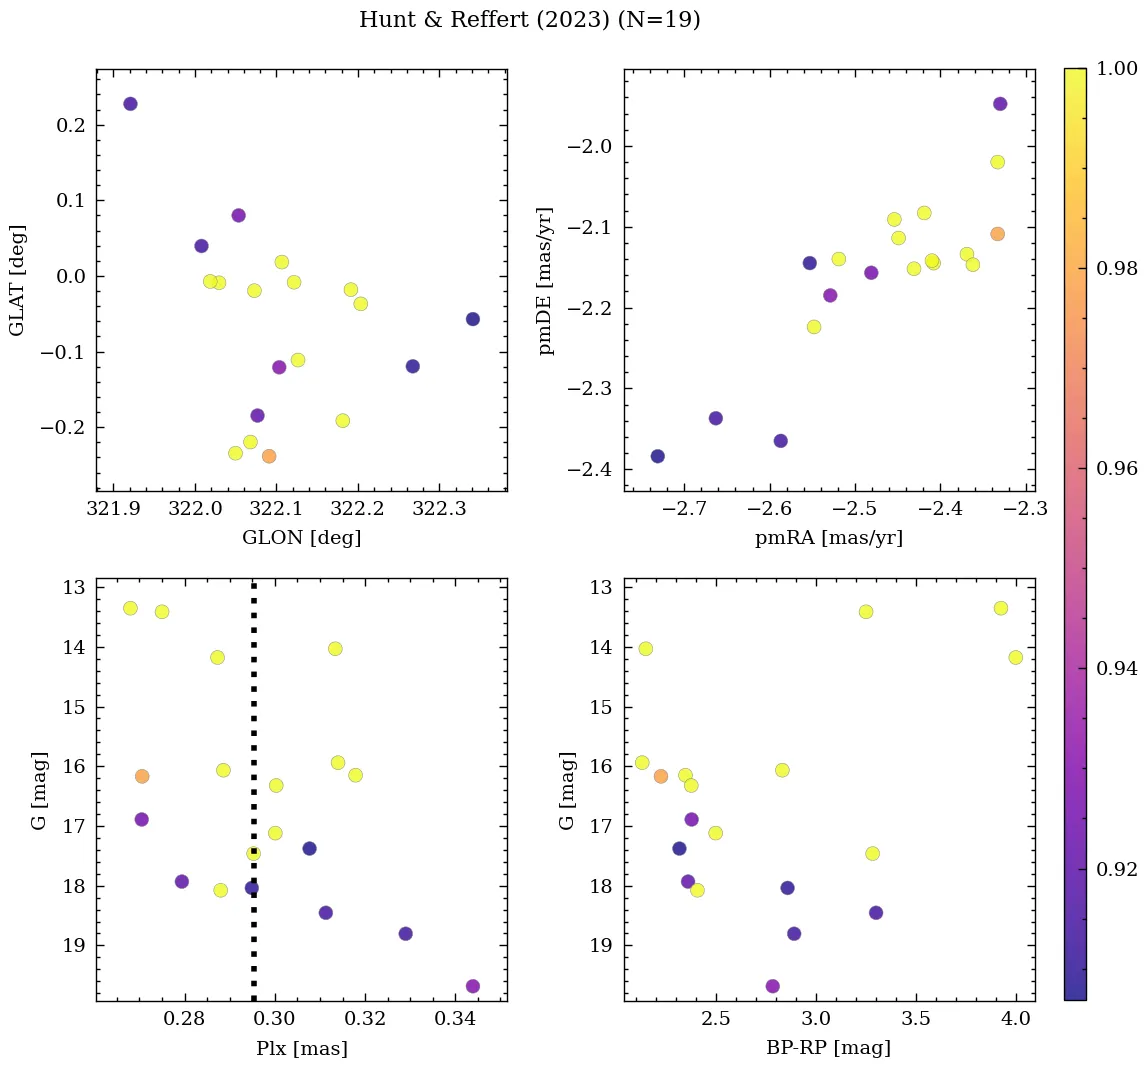 Hunt & Reffert (2023) (N=19)
0.2
0.1
0.0
−0.1
−0.2
GLAT [deg]
321.9 322.0 322.1 322.2 322.3
GLON [deg]
−2.0
−2.1
−2.2
−2.3
−2.4
pmDE [mas/yr]
−2.7 −2.6 −2.5 −2.4 −2.3
pmRA [mas/yr]
13
14
15
16
17
18
19
G [mag]
0.28 0.30 0.32 0.34
Plx [mas]
13
14
15
16
17
18
19
G [mag]
2.5 3.0 3.5 4.0
BP-RP [mag]
1.00
0.98
0.96
0.94
0.92